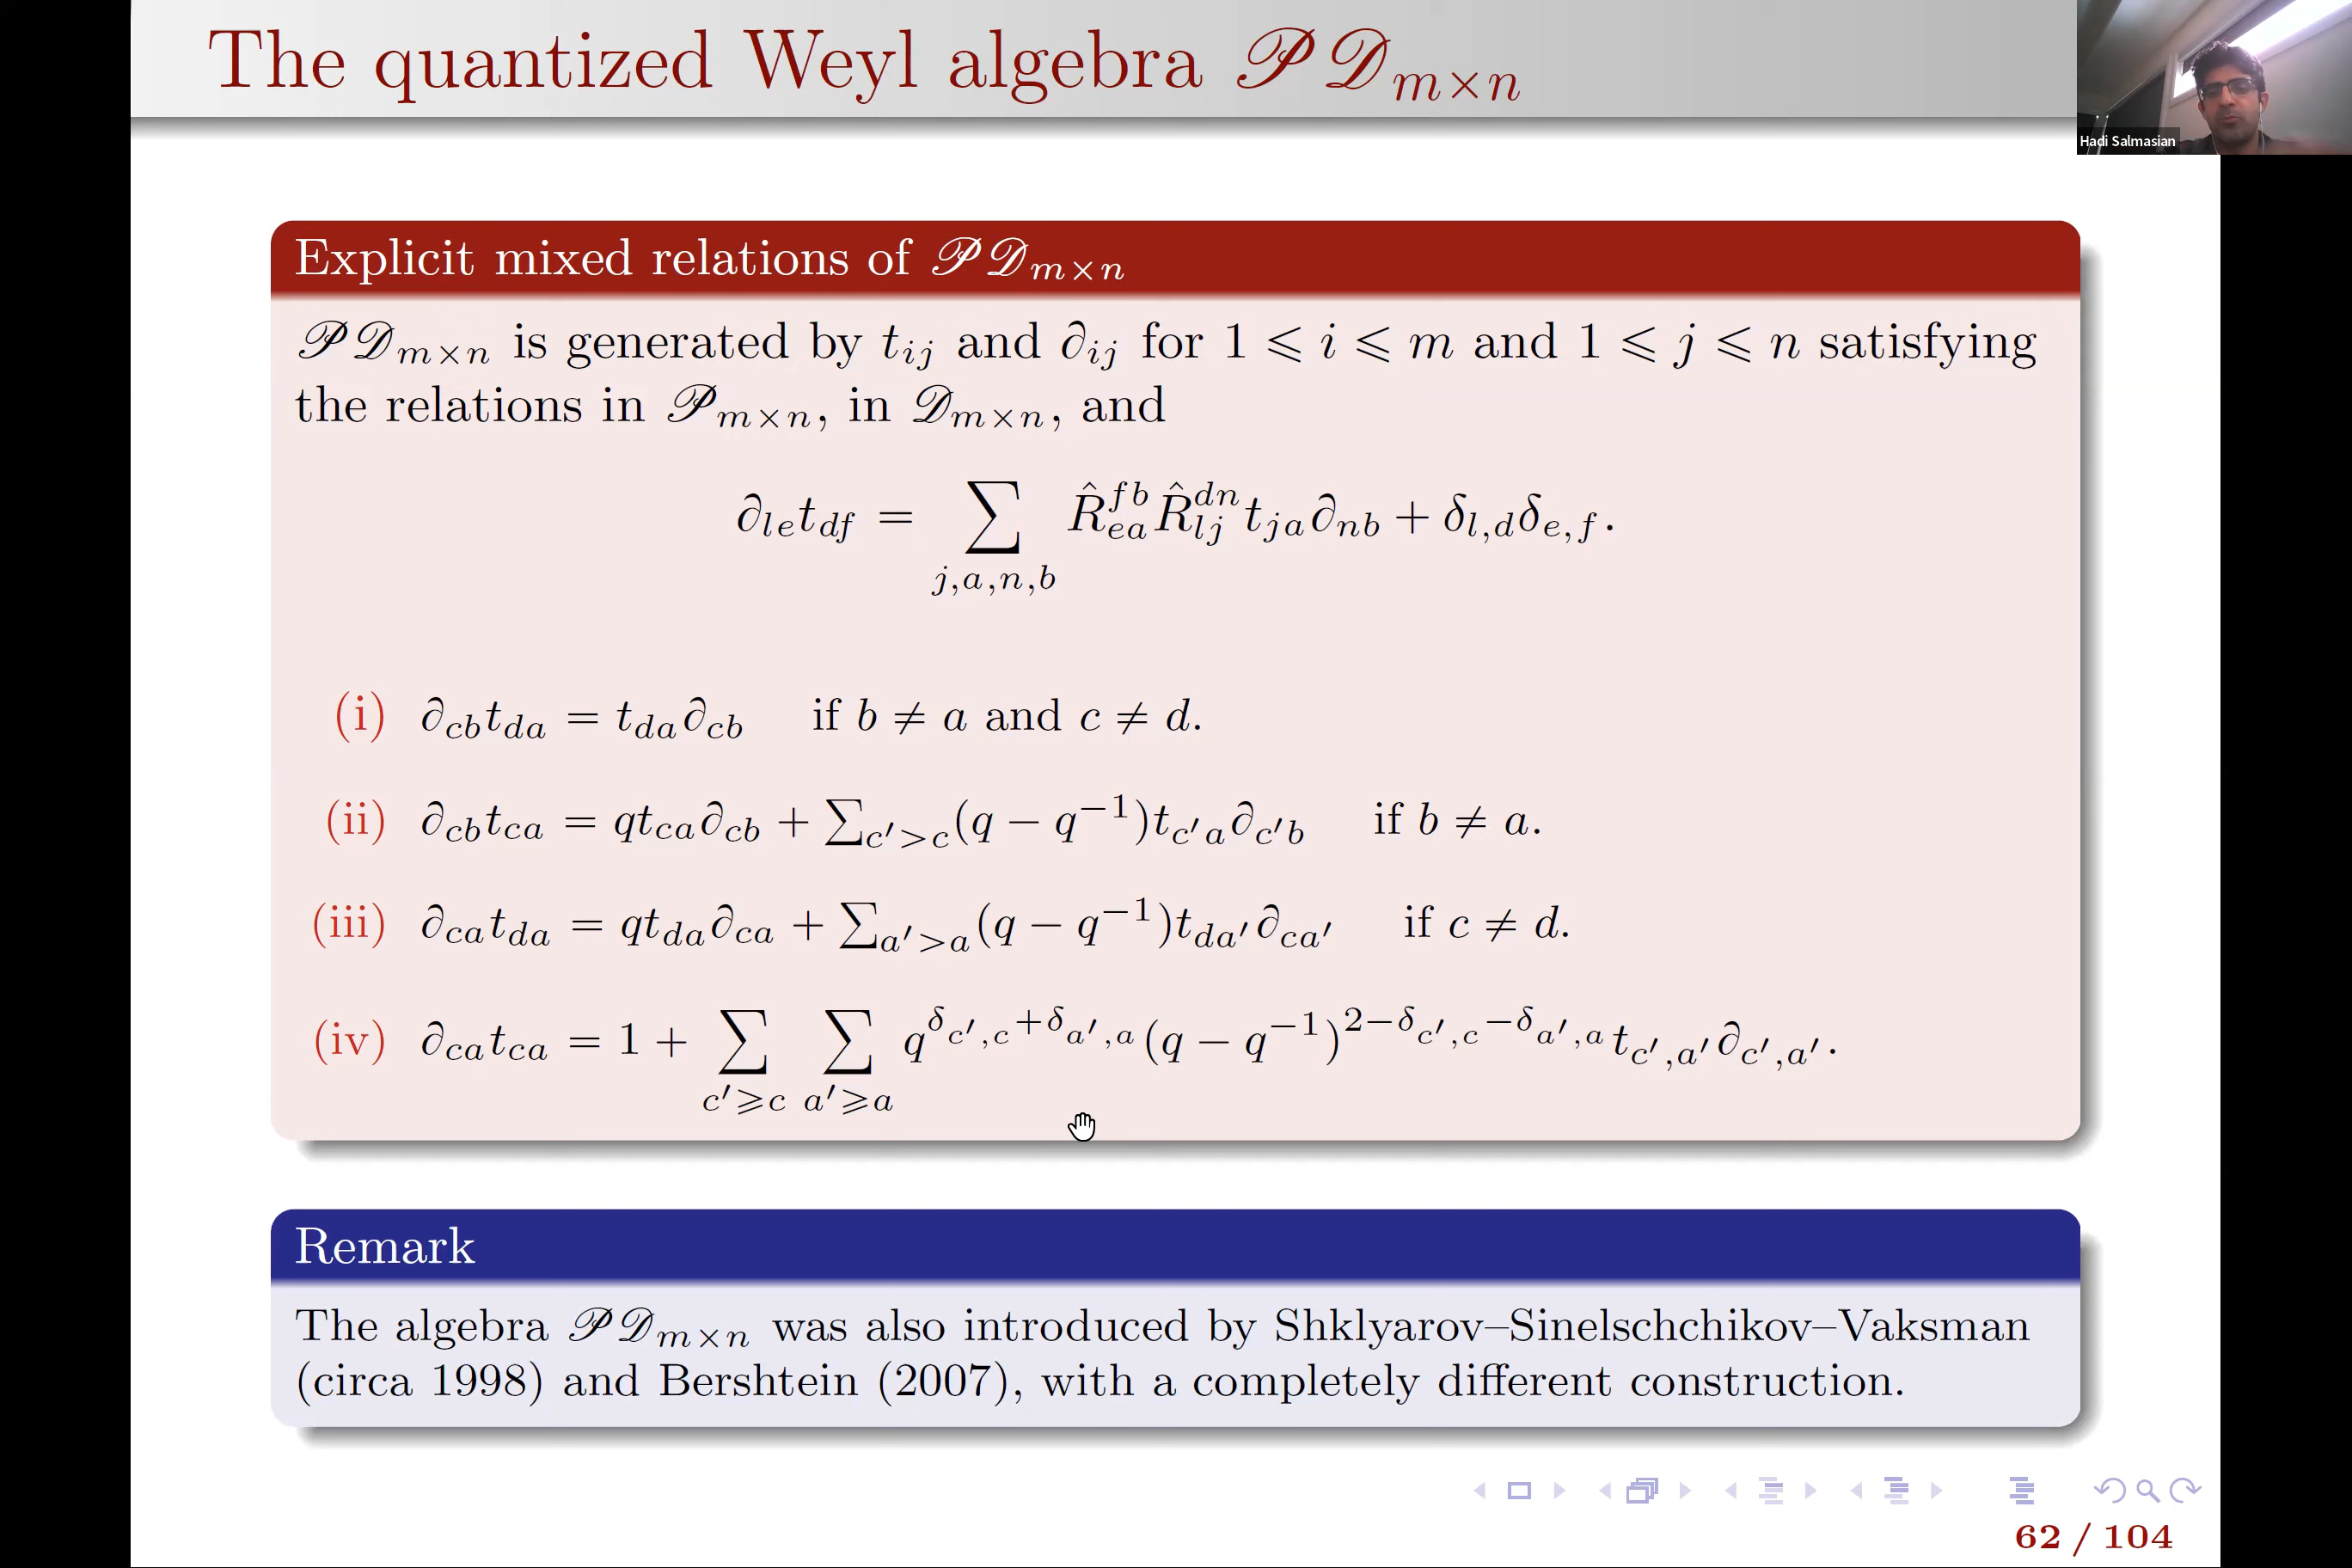 The quantized Weyl algebra 𝒫𝒟_{m×n}
Hadi Salmasian
Explicit mixed relations of 𝒫𝒟_{m×n}
𝒫𝒟_{m×n} is generated by t_{ij} and ∂_{ij} for 1 ⩽ i ⩽ m and 1 ⩽ j ⩽ n satisfying
the relations in 𝒫_{m×n}, in 𝒟_{m×n}, and
∂_{le}t_{df} = ∑_{j,a,n,b} R̂^{fb}_{ea} R̂^{dn}_{lj} t_{ja}∂_{nb} + δ_{l,d}δ_{e,f}.
(i) ∂_{cb}t_{da} = t_{da}∂_{cb} if b ≠ a and c ≠ d.
(ii) ∂_{cb}t_{ca} = qt_{ca}∂_{cb} + ∑_{c′>c}(q − q^{−1})t_{c′a}∂_{c′b} if b ≠ a.
(iii) ∂_{ca}t_{da} = qt_{da}∂_{ca} + ∑_{a′>a}(q − q^{−1})t_{da′}∂_{ca′} if c ≠ d.
(iv) ∂_{ca}t_{ca} = 1 + ∑_{c′⩾c} ∑_{a′⩾a} q^{δ_{c′,c}+δ_{a′,a}}(q − q^{−1})^{2−δ_{c′,c}−δ_{a′,a}} t_{c′,a′}∂_{c′,a′}.
Remark
The algebra 𝒫𝒟_{m×n} was also introduced by Shklyarov–Sinelschchikov–Vaksman
(circa 1998) and Bershtein (2007), with a completely different construction.
62 / 104